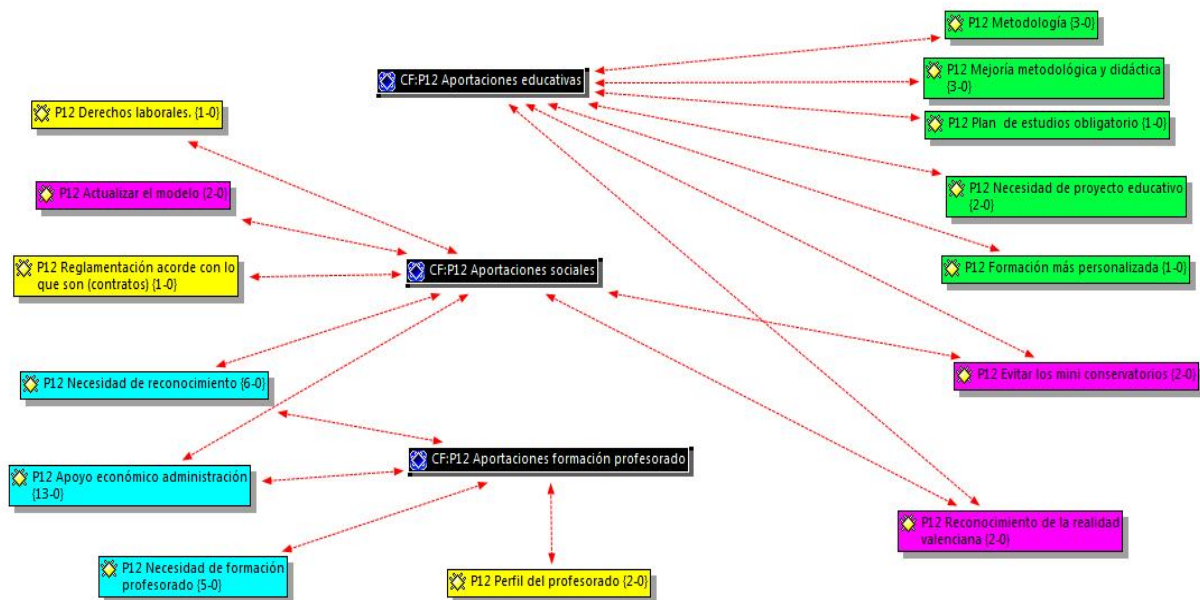 P12 Metodología {3-0}
CF:P12 Aportaciones educativas
P12 Mejoría metodológica y didáctica
{3-0}
P12 Derechos laborales. {1-0}
P12 Plan de estudios obligatorio {1-0}
P12 Actualizar el modelo {2-0}
P12 Necesidad de proyecto educativo
{2-0}
P12 Reglamentación acorde con lo
que son (contratos) {1-0}
CF:P12 Aportaciones sociales
P12 Formación más personalizada {1-0}
P12 Necesidad de reconocimiento {6-0}
P12 Evitar los mini conservatorios {2-0}
CF:P12 Aportaciones formación profesorado
P12 Apoyo económico administración
{13-0}
P12 Reconocimiento de la realidad
valenciana {2-0}
P12 Necesidad de formación
profesorado {5-0}
P12 Perfil del profesorado {2-0}